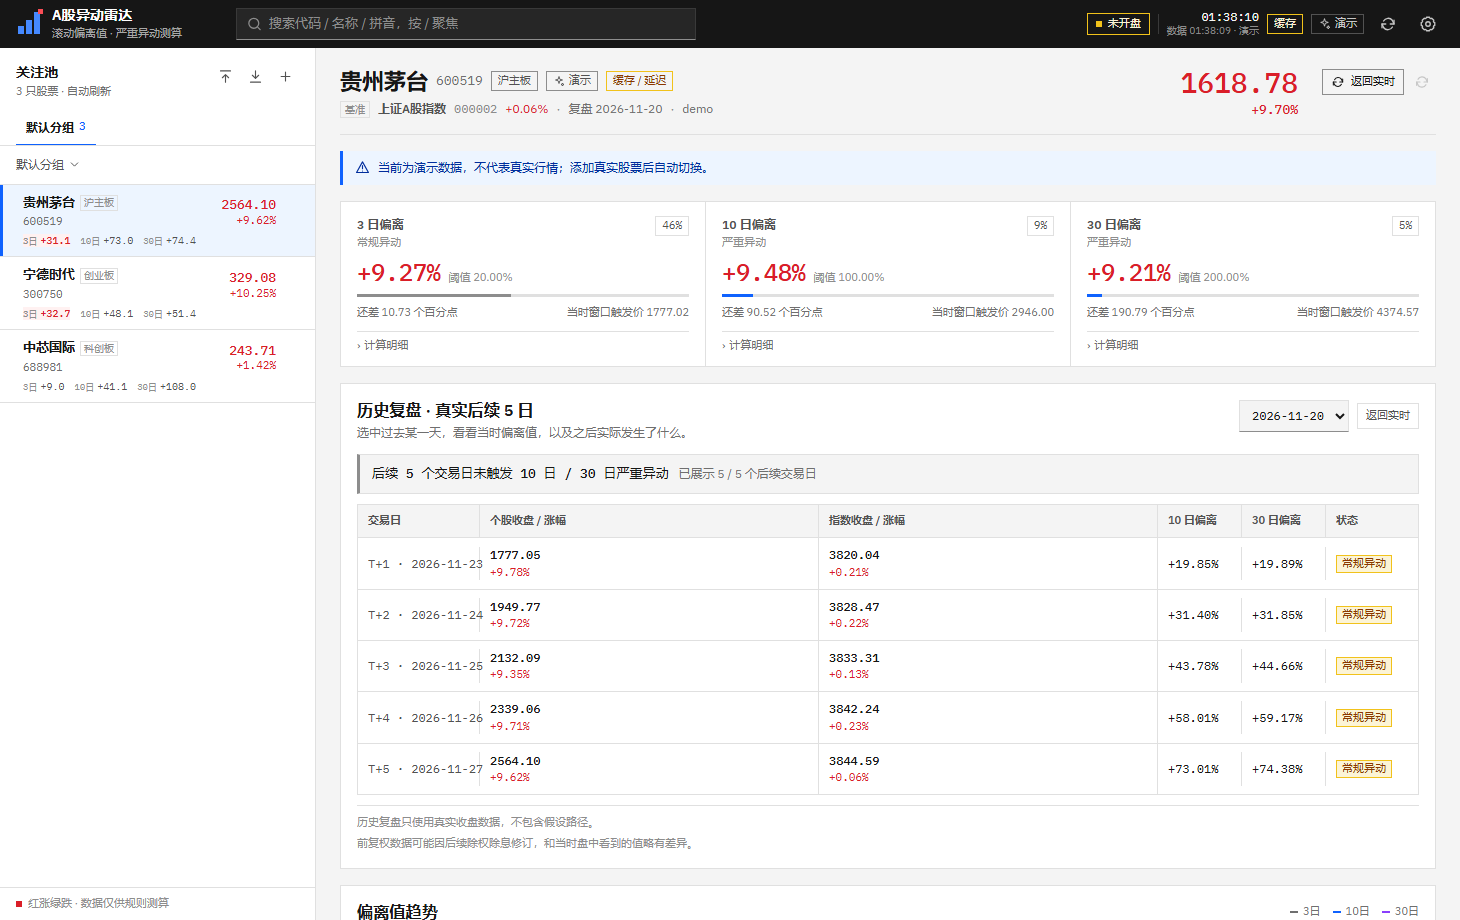 A股异动雷达
滚动偏离值 · 严重异动测算
搜索代码 / 名称 / 拼音，按 / 聚焦
未开盘
01:38:10
数据 01:38:09 · 演示
缓存
演示
关注池
3 只股票 · 自动刷新
默认分组 3
默认分组
贵州茅台 沪主板 2564.10
600519 +9.62%
3日 +31.1 10日 +73.0 30日 +74.4
宁德时代 创业板 329.08
300750 +10.25%
3日 +32.7 10日 +48.1 30日 +51.4
中芯国际 科创板 243.71
688981 +1.42%
3日 +9.0 10日 +41.1 30日 +108.0
红涨绿跌 · 数据仅供规则测算
贵州茅台 600519 沪主板 演示 缓存 / 延迟
基准 上证A股指数 000002 +0.06% · 复盘 2026-11-20 · demo
1618.78
+9.70%
返回实时
当前为演示数据，不代表真实行情；添加真实股票后自动切换。
3 日偏离 46%
常规异动
+9.27% 阈值 20.00%
还差 10.73 个百分点 当时窗口触发价 1777.02
› 计算明细
10 日偏离 9%
严重异动
+9.48% 阈值 100.00%
还差 90.52 个百分点 当时窗口触发价 2946.00
› 计算明细
30 日偏离 5%
严重异动
+9.21% 阈值 200.00%
还差 190.79 个百分点 当时窗口触发价 4374.57
› 计算明细
历史复盘 · 真实后续 5 日
选中过去某一天，看看当时偏离值，以及之后实际发生了什么。
2026-11-20 返回实时
后续 5 个交易日未触发 10 日 / 30 日严重异动 已展示 5 / 5 个后续交易日
交易日 个股收盘 / 涨幅 指数收盘 / 涨幅 10 日偏离 30 日偏离 状态
T+1 · 2026-11-23 1777.05 +9.78% 3820.04 +0.21% +19.85% +19.89% 常规异动
T+2 · 2026-11-24 1949.77 +9.72% 3828.47 +0.22% +31.40% +31.85% 常规异动
T+3 · 2026-11-25 2132.09 +9.35% 3833.31 +0.13% +43.78% +44.66% 常规异动
T+4 · 2026-11-26 2339.06 +9.71% 3842.24 +0.23% +58.01% +59.17% 常规异动
T+5 · 2026-11-27 2564.10 +9.62% 3844.59 +0.06% +73.01% +74.38% 常规异动
历史复盘只使用真实收盘数据，不包含假设路径。
前复权数据可能因后续除权除息修订，和当时盘中看到的值略有差异。
偏离值趋势
3日 10日 30日